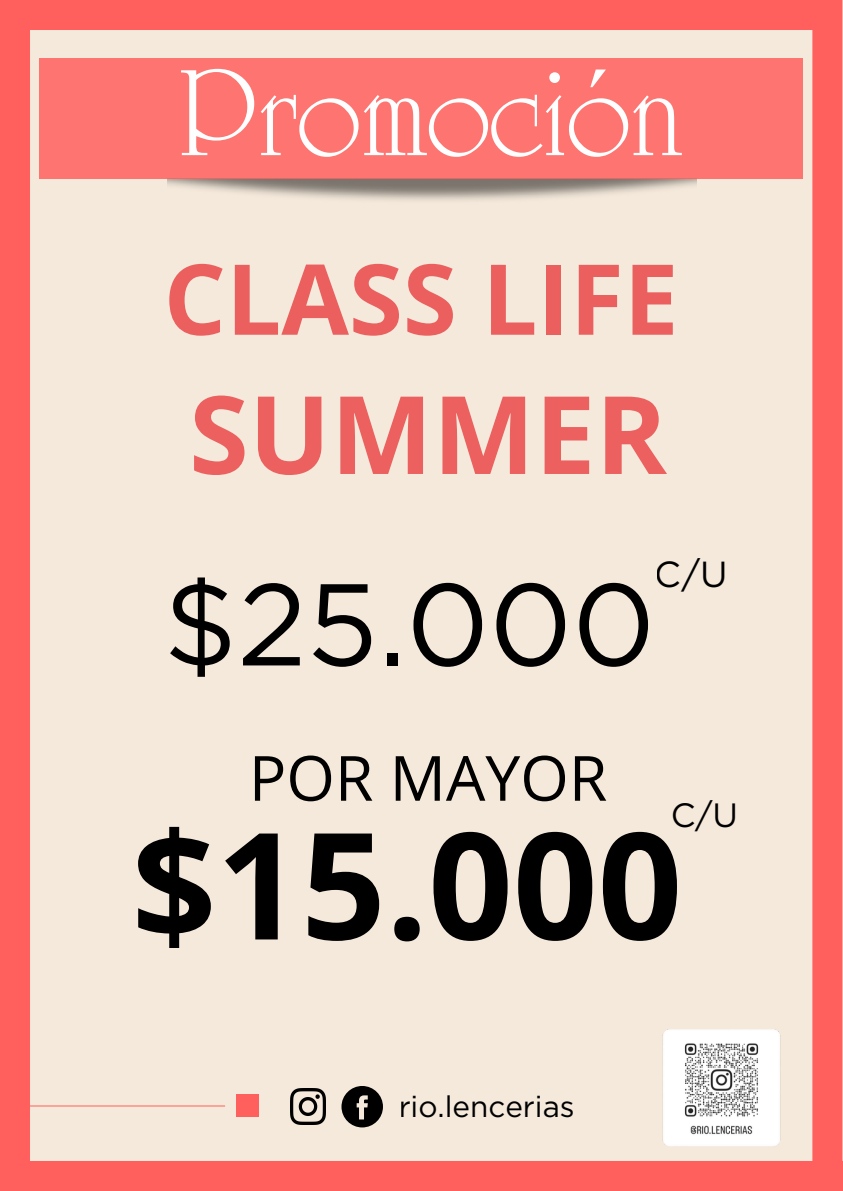 Promoción
CLASS LIFE
SUMMER
$25.000 C/U
POR MAYOR
$15.000 C/U
rio.lencerias
@RIO.LENCERIAS